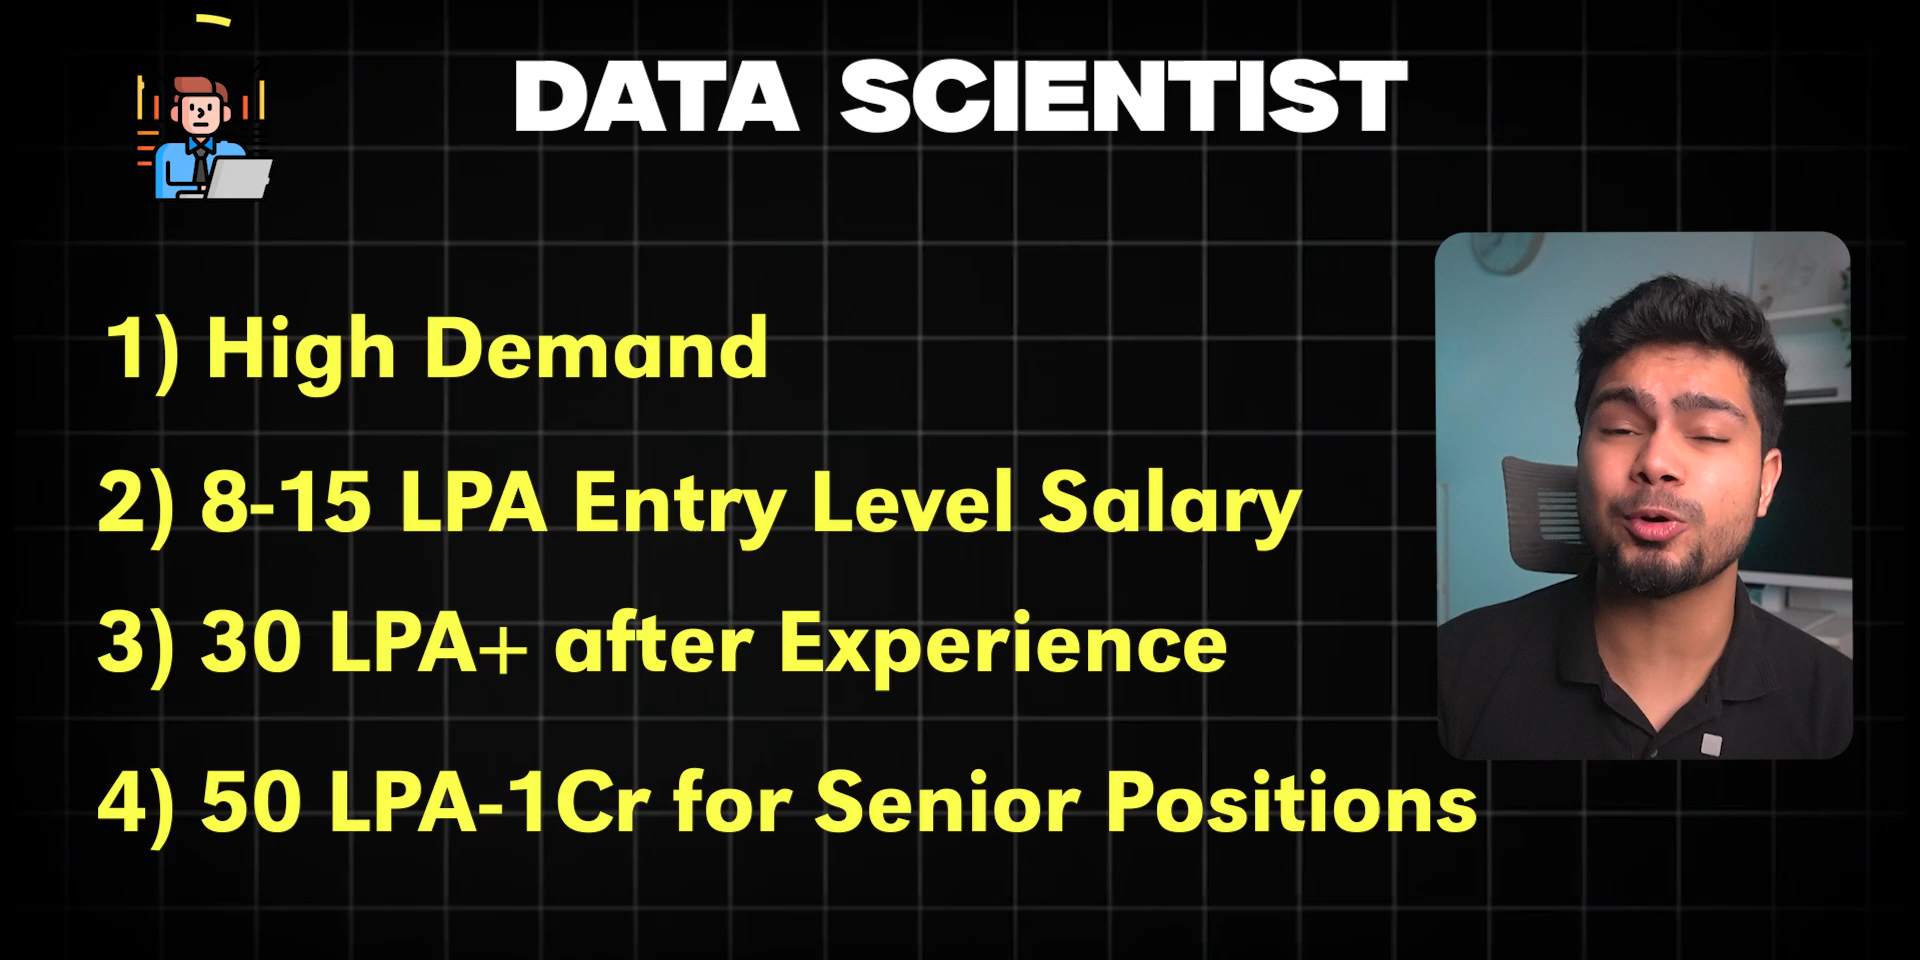 DATA SCIENTIST
1) High Demand
2) 8-15 LPA Entry Level Salary
3) 30 LPA+ after Experience
4) 50 LPA-1Cr for Senior Positions